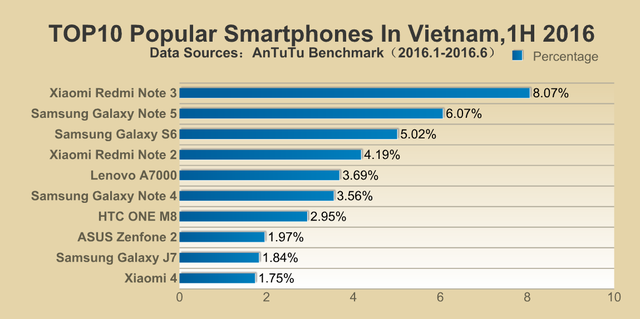 TOP10 Popular Smartphones In Vietnam,1H 2016
Data Sources：AnTuTu Benchmark（2016.1-2016.6）
Percentage
Xiaomi Redmi Note 3 8.07%
Samsung Galaxy Note 5 6.07%
Samsung Galaxy S6 5.02%
Xiaomi Redmi Note 2 4.19%
Lenovo A7000 3.69%
Samsung Galaxy Note 4 3.56%
HTC ONE M8 2.95%
ASUS Zenfone 2 1.97%
Samsung Galaxy J7 1.84%
Xiaomi 4 1.75%
0 2 4 6 8 10